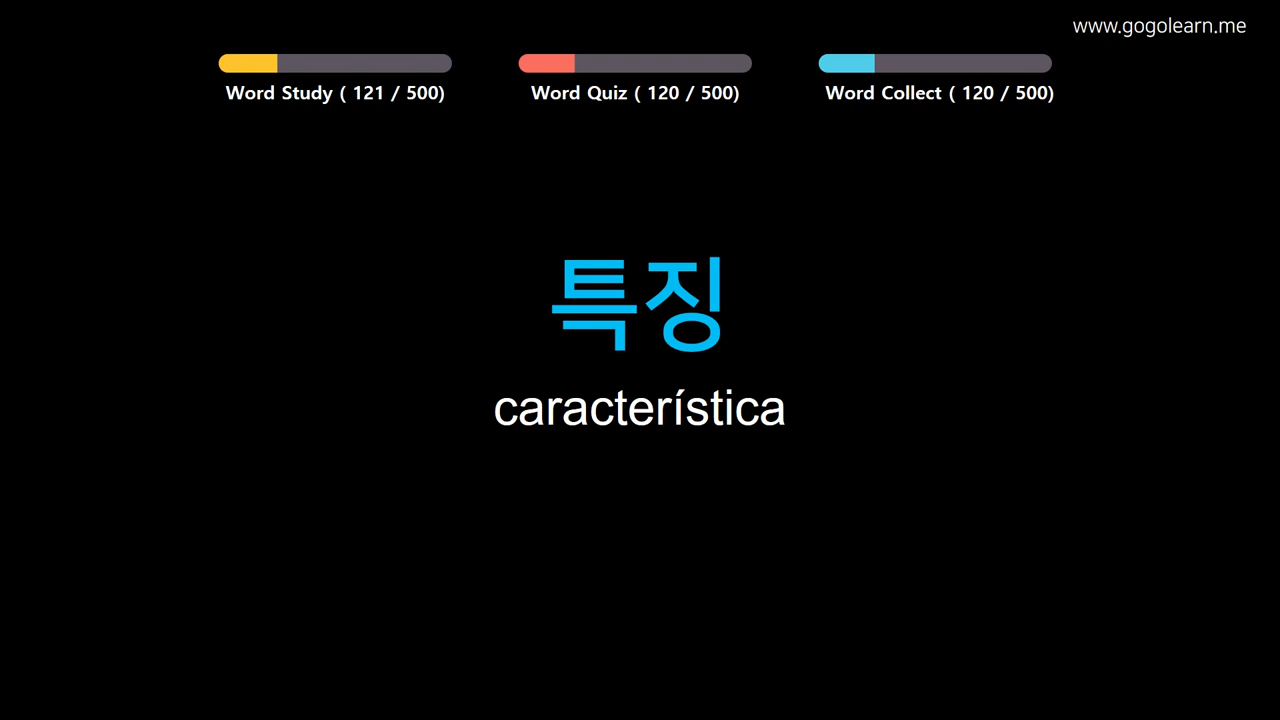 www.gogolearn.me
Word Study ( 121 / 500)
Word Quiz ( 120 / 500)
Word Collect ( 120 / 500)
특징
característica